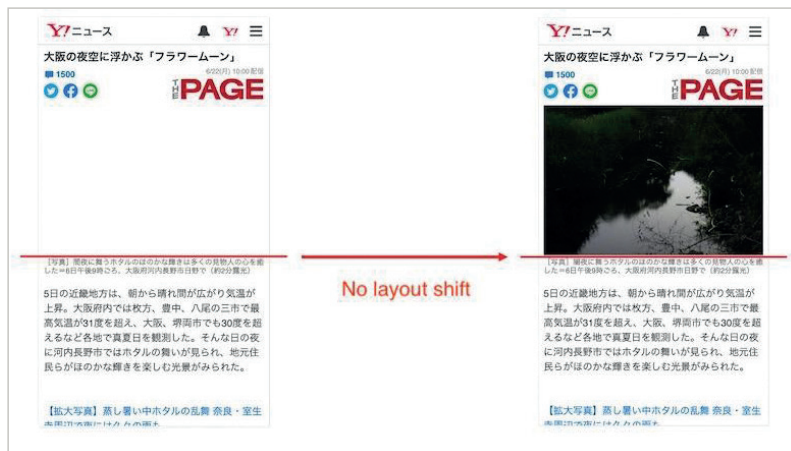 Y!ニュース
Y!
大阪の夜空に浮かぶ「フラワームーン」
1500
6/22(月) 10:00配信
THE PAGE
[写真] 闇夜に舞うホタルのほのかな輝きは多くの見物人の心を癒
した=6日午後9時ごろ、大阪府河内長野市日野で(約2分露光)
5日の近畿地方は、朝から晴れ間が広がり気温が
上昇。大阪府内では枚方、豊中、八尾の三市で最
高気温が31度を超え、大阪、堺両市でも30度を超
えるなど各地で真夏日を観測した。そんな日の夜
に河内長野市ではホタルの舞いが見られ、地元住
民らがほのかな輝きを楽しむ光景がみられた。
【拡大写真】蒸し暑い中ホタルの乱舞 奈良・室生
No layout shift
Y!ニュース
Y!
大阪の夜空に浮かぶ「フラワームーン」
1500
6/22(月) 10:00配信
THE PAGE
[写真] 闇夜に舞うホタルのほのかな輝きは多くの見物人の心を癒
した=6日午後9時ごろ、大阪府河内長野市日野で(約2分露光)
5日の近畿地方は、朝から晴れ間が広がり気温が
上昇。大阪府内では枚方、豊中、八尾の三市で最
高気温が31度を超え、大阪、堺両市でも30度を超
えるなど各地で真夏日を観測した。そんな日の夜
に河内長野市ではホタルの舞いが見られ、地元住
民らがほのかな輝きを楽しむ光景がみられた。
【拡大写真】蒸し暑い中ホタルの乱舞 奈良・室生